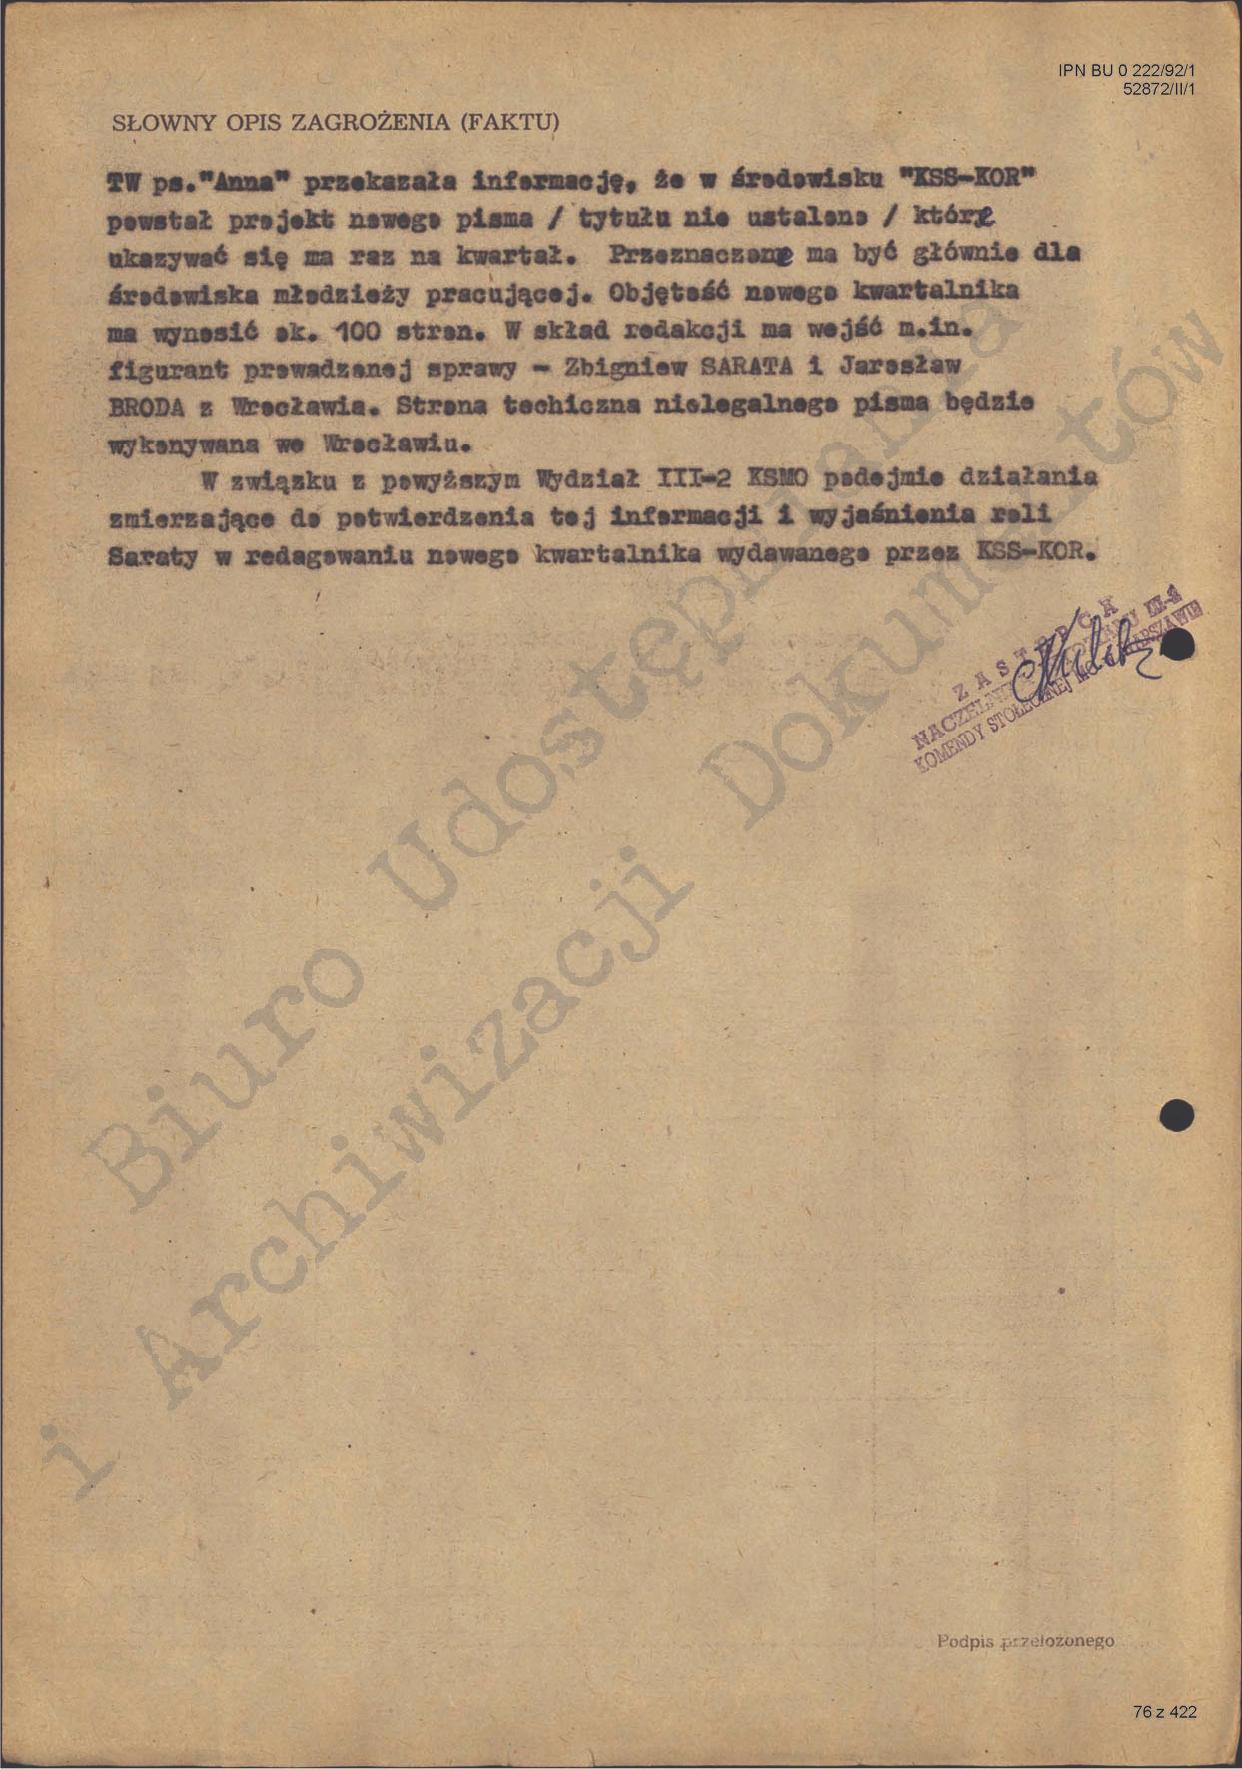 IPN BU 0 222/92/1
52872/II/1
SŁOWNY OPIS ZAGROŻENIA (FAKTU)
TW ps."Anna" przekazała informację, że w środowisku "KSS-KOR"
powstał projekt nowego pisma / tytułu nie ustalono / które
ukazywać się ma raz na kwartał. Przeznaczone ma być głównie dla
środowiska młodzieży pracującej. Objętość nowego kwartalnika
ma wynosić ok. 100 stron. W skład redakcji ma wejść m.in.
figurant prowadzonej sprawy - Zbigniew SARATA i Jarosław
BRODA z Wrocławia. Strona techiczna nielegalnego pisma będzie
wykonywana we Wrocławiu.
W związku z powyższym Wydział III-2 KSMO podejmie działania
zmierzające do potwierdzenia tej informacji i wyjaśnienia roli
Saraty w redagowaniu nowego kwartalnika wydawanego przez KSS-KOR.
ZASTĘPCA
NACZELNIKA WYDZIAŁU III-2
KOMENDY STOŁECZNEJ MO w WARSZAWIE
Biuro Udostępniania
i Archiwizacji Dokumentów
Podpis przełożonego
76 z 422